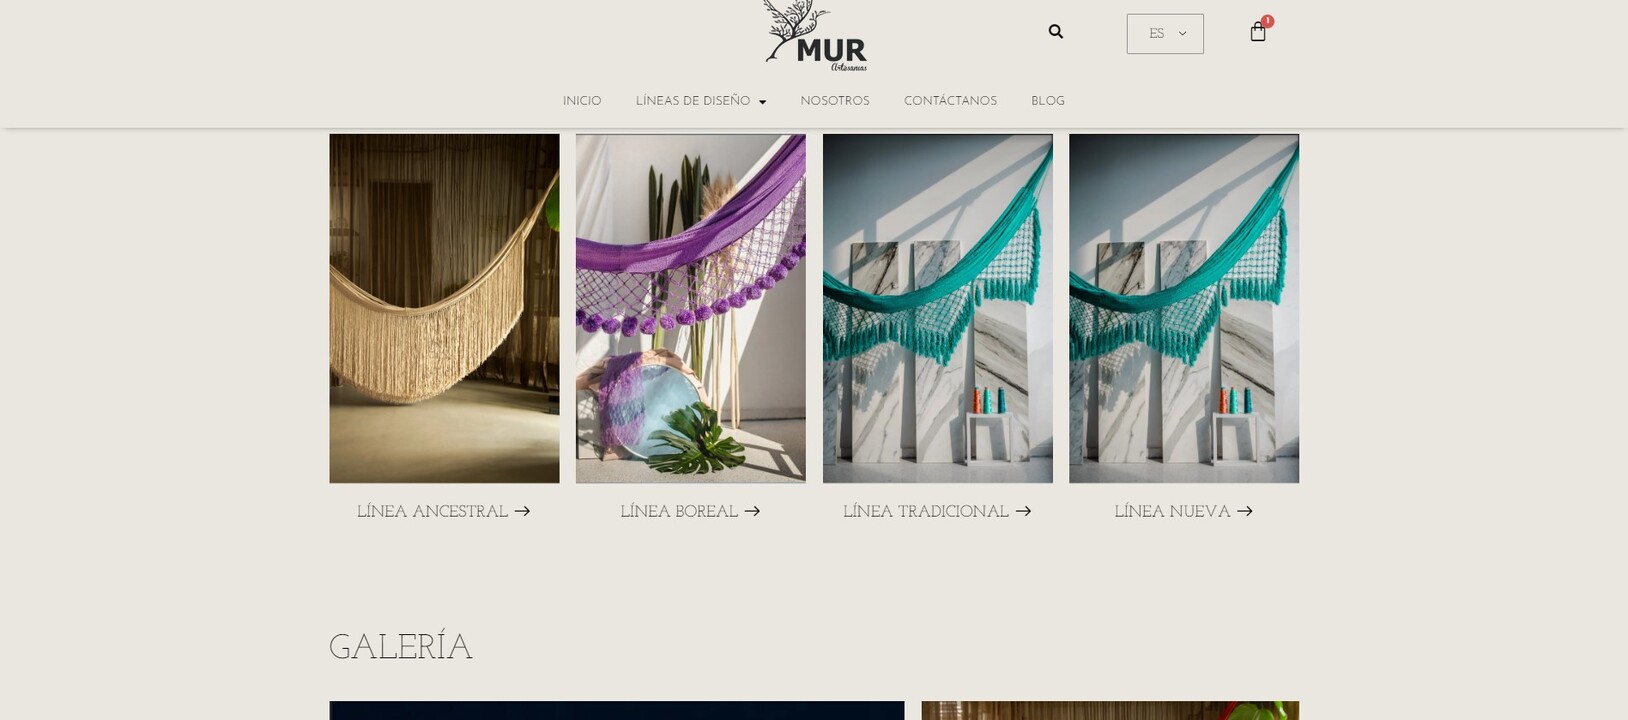 MUR
Artesanías
ES
1
INICIO
LÍNEAS DE DISEÑO
NOSOTROS
CONTÁCTANOS
BLOG
LÍNEA ANCESTRAL →
LÍNEA BOREAL →
LÍNEA TRADICIONAL →
LÍNEA NUEVA →
GALERÍA